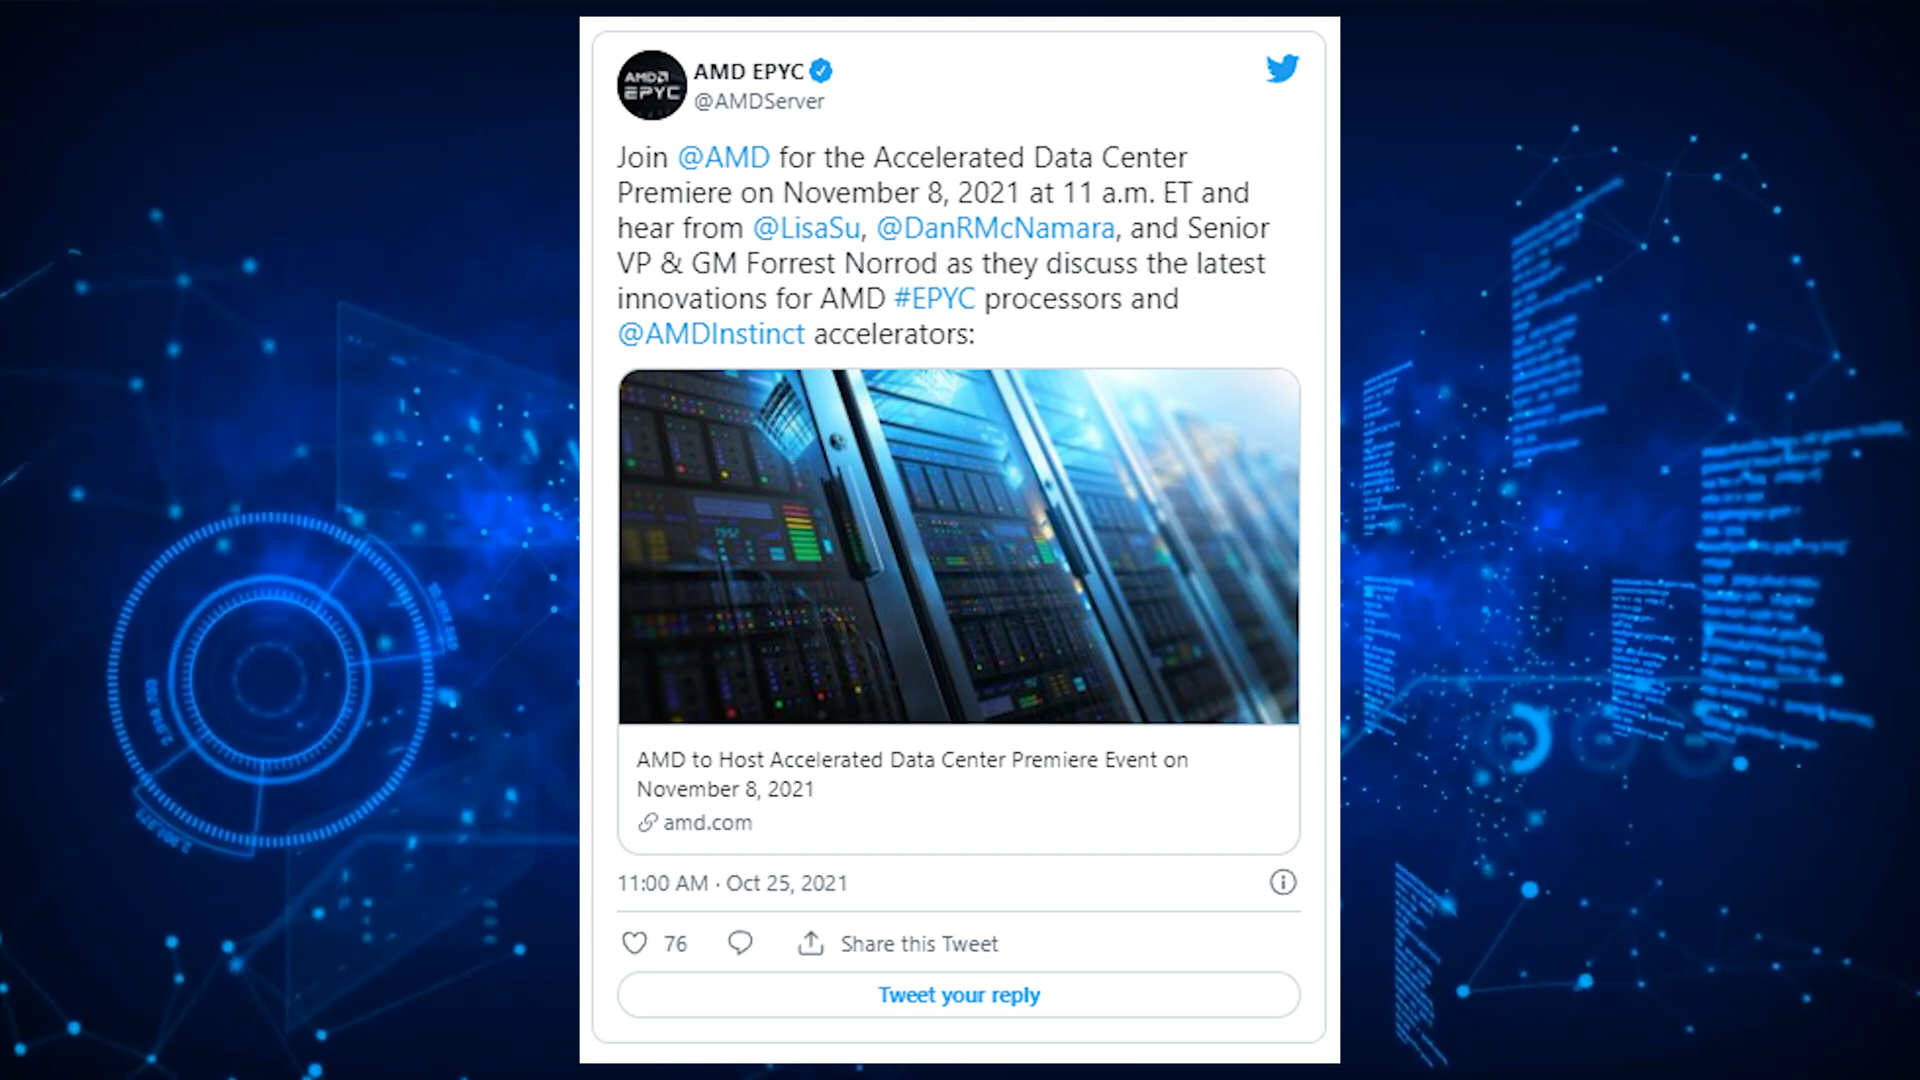 AMD EPYC
@AMDServer
AMD
EPYC
Join @AMD for the Accelerated Data Center
Premiere on November 8, 2021 at 11 a.m. ET and
hear from @LisaSu, @DanRMcNamara, and Senior
VP & GM Forrest Norrod as they discuss the latest
innovations for AMD #EPYC processors and
@AMDInstinct accelerators:
AMD to Host Accelerated Data Center Premiere Event on
November 8, 2021
amd.com
11:00 AM · Oct 25, 2021
76
Share this Tweet
Tweet your reply